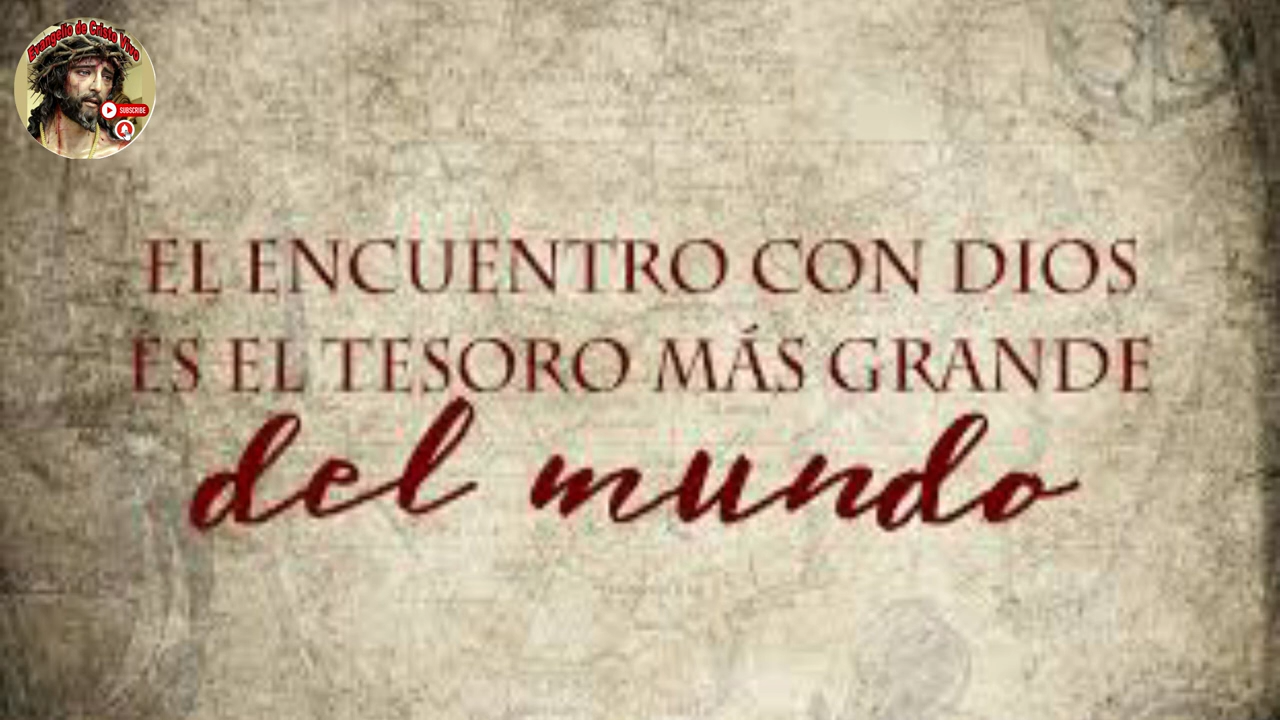 Evangelio de Cristo Vivo
SUBSCRIBE
EL ENCUENTRO CON DIOS
ES EL TESORO MÁS GRANDE
del mundo